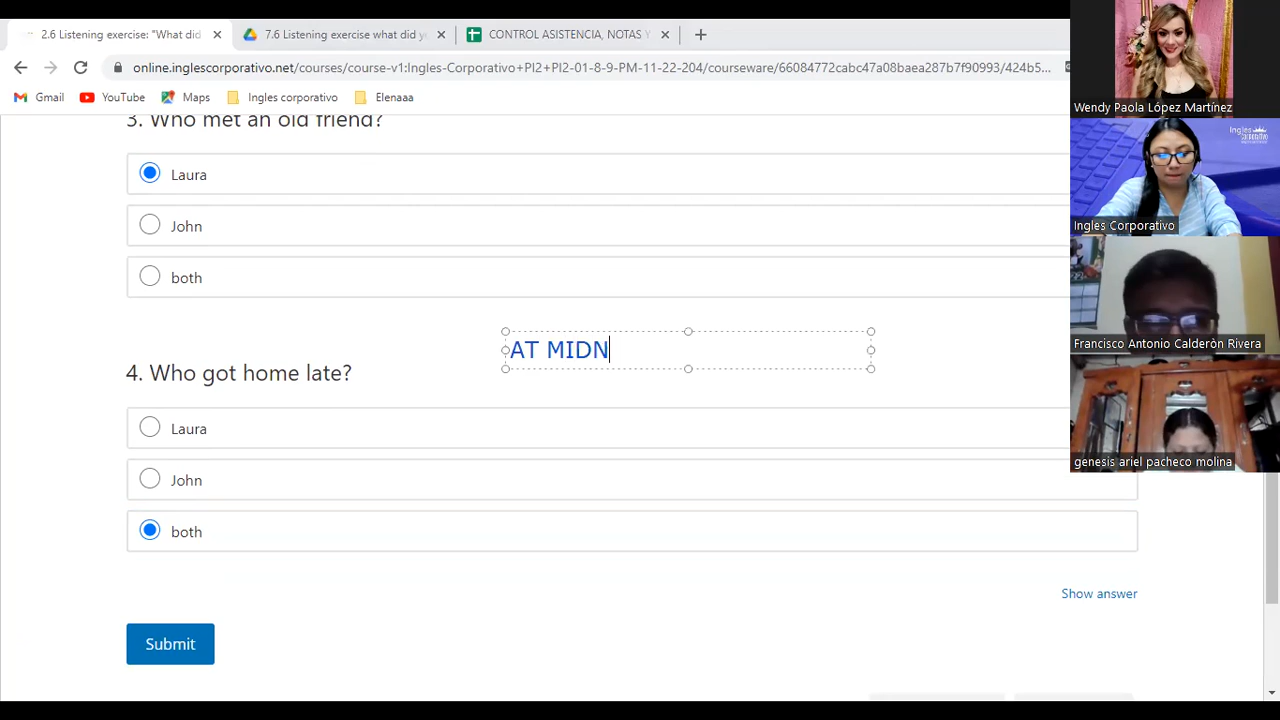 2.6 Listening exercise: "What did
7.6 Listening exercise what did y
CONTROL ASISTENCIA, NOTAS Y
online.inglescorporativo.net/courses/course-v1:Ingles-Corporativo+PI2+PI2-01-8-9-PM-11-22-204/courseware/66084772cabc47a08baea287b7f90993/424b5...
Gmail
YouTube
Maps
Ingles corporativo
Elenaaa
3. Who met an old friend?
Laura
John
both
AT MIDN
4. Who got home late?
Laura
John
both
Show answer
Submit
Wendy Paola López Martínez
Ingles CORPORATIVO
Ingles Corporativo
Francisco Antonio Calderòn Rivera
genesis ariel pacheco molina